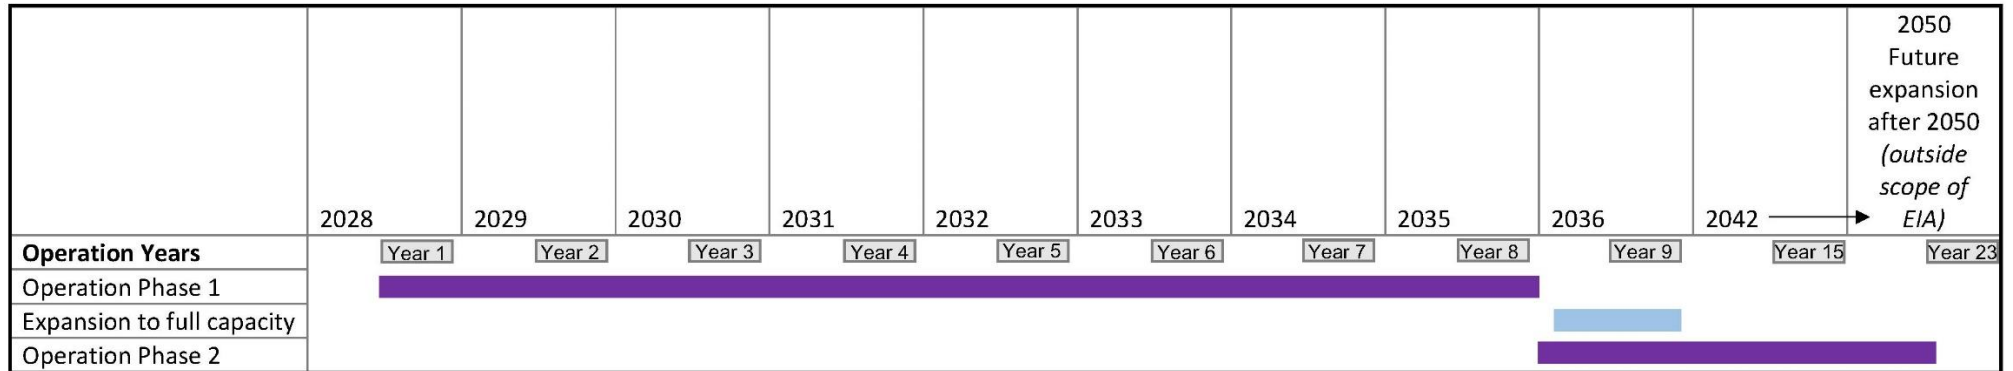 2050
Future
expansion
after 2050
(outside
scope of
EIA)
2028 2029 2030 2031 2032 2033 2034 2035 2036 2042
Operation Years Year 1 Year 2 Year 3 Year 4 Year 5 Year 6 Year 7 Year 8 Year 9 Year 15 Year 23
Operation Phase 1
Expansion to full capacity
Operation Phase 2